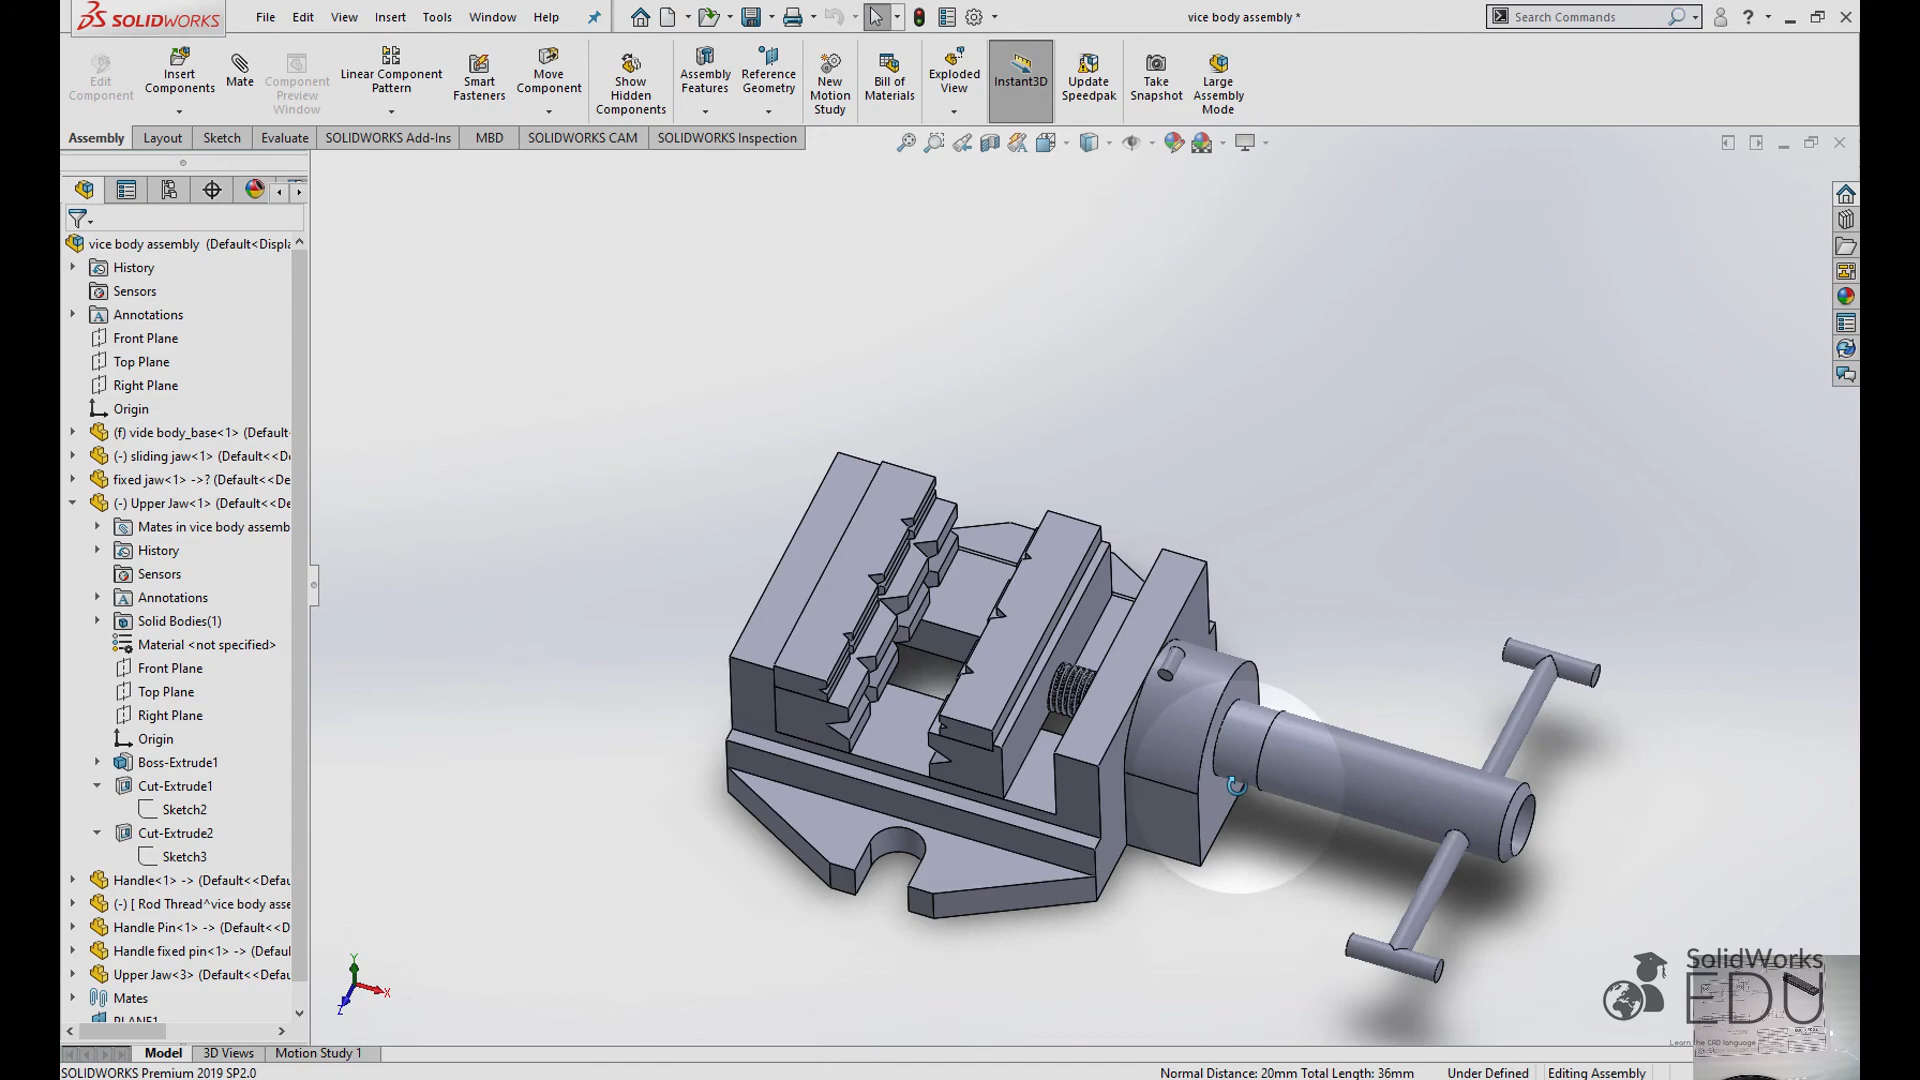 SOLIDWORKS
File Edit View Insert Tools Window Help
vice body assembly *
Search Commands
Edit Component
Insert Components
Mate
Component Preview Window
Linear Component Pattern
Smart Fasteners
Move Component
Show Hidden Components
Assembly Features
Reference Geometry
New Motion Study
Bill of Materials
Exploded View
Instant3D
Update Speedpak
Take Snapshot
Large Assembly Mode
Assembly Layout Sketch Evaluate SOLIDWORKS Add-Ins MBD SOLIDWORKS CAM SOLIDWORKS Inspection
vice body assembly (Default<Displa
History
Sensors
Annotations
Front Plane
Top Plane
Right Plane
Origin
(f) vide body_base<1> (Default
(-) sliding jaw<1> (Default<<D
fixed jaw<1> ->? (Default<<De
(-) Upper Jaw<1> (Default<<De
Mates in vice body assemb
History
Sensors
Annotations
Solid Bodies(1)
Material <not specified>
Front Plane
Top Plane
Right Plane
Origin
Boss-Extrude1
Cut-Extrude1
Sketch2
Cut-Extrude2
Sketch3
Handle<1> -> (Default<<Defau
(-) [ Rod Thread^vice body asse
Handle Pin<1> -> (Default<<D
Handle fixed pin<1> -> (Defaul
Upper Jaw<3> (Default<<Defau
Mates
PLANE1
Y
X
Z
SolidWorks
EDU
Learn the CAD language
Model 3D Views Motion Study 1
SOLIDWORKS Premium 2019 SP2.0
Normal Distance: 20mm Total Length: 36mm Under Defined Editing Assembly